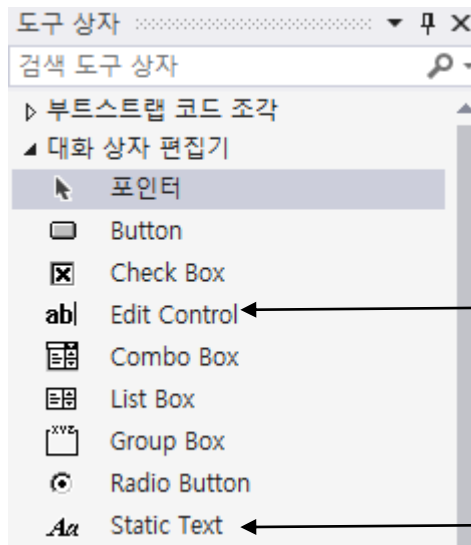 도구 상자
검색 도구 상자
부트스트랩 코드 조각
대화 상자 편집기
포인터
Button
Check Box
ab Edit Control
Combo Box
List Box
xyz Group Box
Radio Button
Aa Static Text